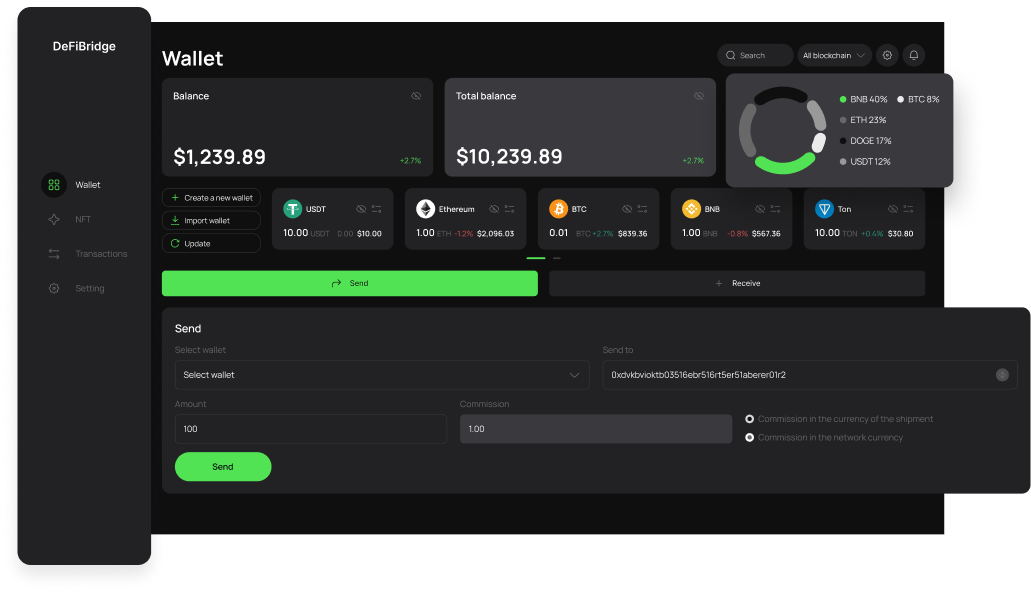 DeFiBridge
Wallet
NFT
Transactions
Setting
Wallet
Search
All blockchain
Balance
$1,239.89
+2.7%
Total balance
$10,239.89
+2.7%
BNB 40%
BTC 8%
ETH 23%
DOGE 17%
USDT 12%
Create a new wallet
Import wallet
Update
USDT
10.00 USDT 0.00 $10.00
Ethereum
1.00 ETH -1.2% $2,096.03
BTC
0.01 BTC +2.7% $839.36
BNB
1.00 BNB -0.8% $567.36
Ton
10.00 TON +0.4% $30.80
Send
Receive
Send
Select wallet
Select wallet
Send to
0xdvkbvioktb03516ebr516rt5er51aberer01r2
Amount
100
Commission
1.00
Commission in the currency of the shipment
Commission in the network currency
Send